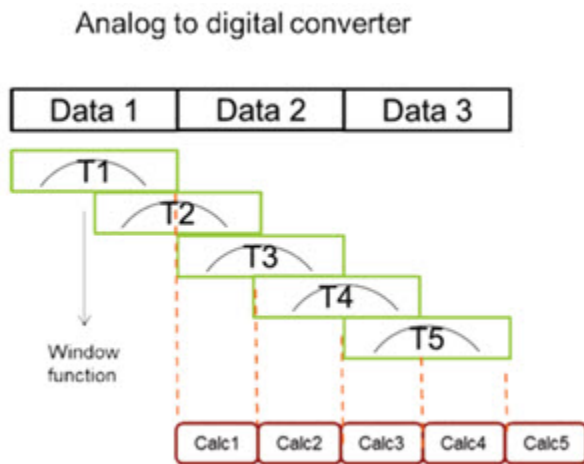 Analog to digital converter
Data 1 Data 2 Data 3
T1
T2
T3
T4
T5
Window
function
Calc1 Calc2 Calc3 Calc4 Calc5